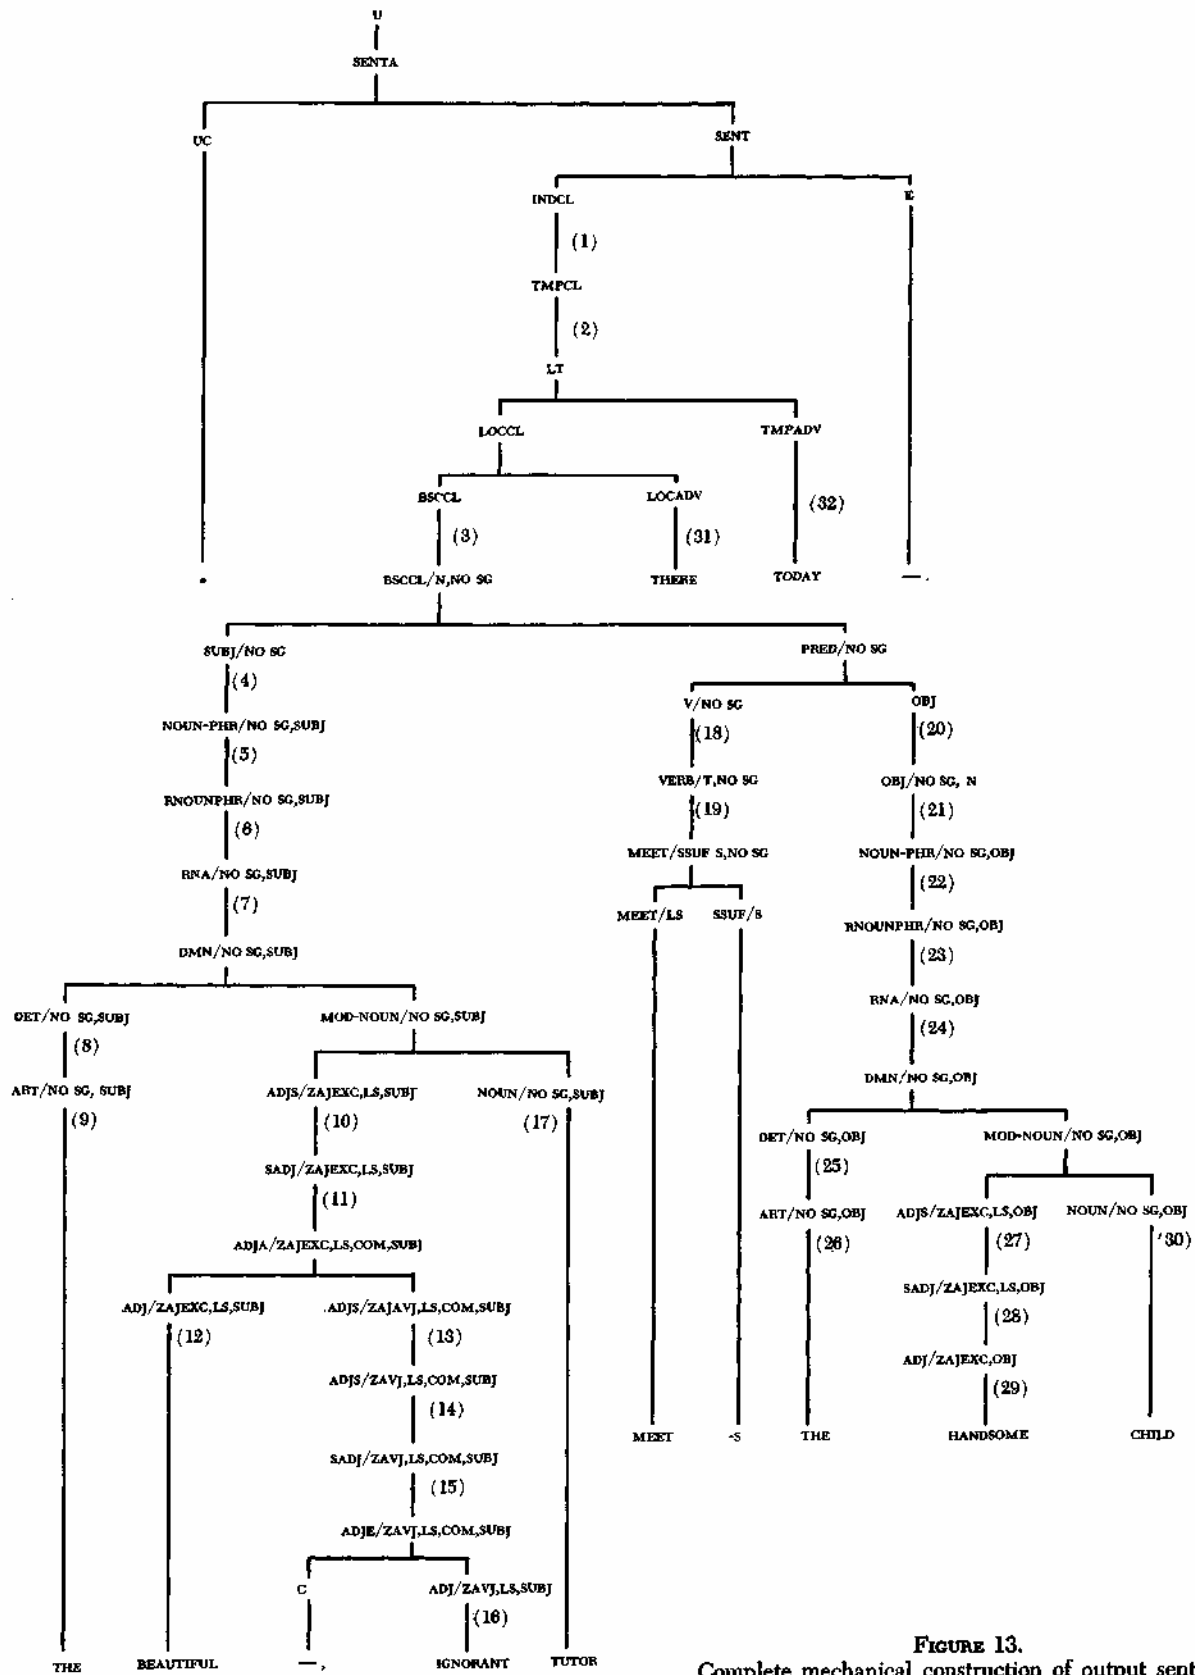 U
SENTA
UC SENT
INDCL E
(1)
TMPCL
(2)
LT
LOCCL TMPADV
BSCCL LOCADV (32)
(3) (31)
BSCCL/N,NO SG THERE TODAY —.
SUBJ/NO SG PRED/NO SG
(4) V/NO SG OBJ
NOUN-PHR/NO SG,SUBJ (18) (20)
(5)
RNOUNPHR/NO SG,SUBJ VERB/T,NO SG OBJ/NO SG, N
(6) (19) (21)
RNA/NO SG,SUBJ MEET/SSUF S,NO SG NOUN-PHR/NO SG,OBJ
(7) (22)
MEET/LS SSUF/S RNOUNPHR/NO SG,OBJ
DMN/NO SG,SUBJ (23)
RNA/NO SG,OBJ
DET/NO SG,SUBJ MOD-NOUN/NO SG,SUBJ (24)
(8)
ART/NO SG, SUBJ ADJS/ZAJEXC,LS,SUBJ NOUN/NO SG,SUBJ DMN/NO SG,OBJ
(9) (10) (17)
DET/NO SG,OBJ MOD-NOUN/NO SG,OBJ
SADJ/ZAJEXC,LS,SUBJ (25)
(11) ART/NO SG,OBJ ADJS/ZAJEXC,LS,OBJ NOUN/NO SG,OBJ
ADJA/ZAJEXC,LS,COM,SUBJ (26) (27) (30)
SADJ/ZAJEXC,LS,OBJ
ADJ/ZAJEXC,LS,SUBJ ADJS/ZAJAVJ,LS,COM,SUBJ (28)
(12) (13)
ADJ/ZAJEXC,OBJ
ADJS/ZAVJ,LS,COM,SUBJ (29)
(14)
MEET -S THE HANDSOME CHILD
SADJ/ZAVJ,LS,COM,SUBJ
(15)
ADJE/ZAVJ,LS,COM,SUBJ
C ADJ/ZAVJ,LS,SUBJ
(16)
THE BEAUTIFUL —, IGNORANT TUTOR
FIGURE 13.
Complete mechanical construction of output sent